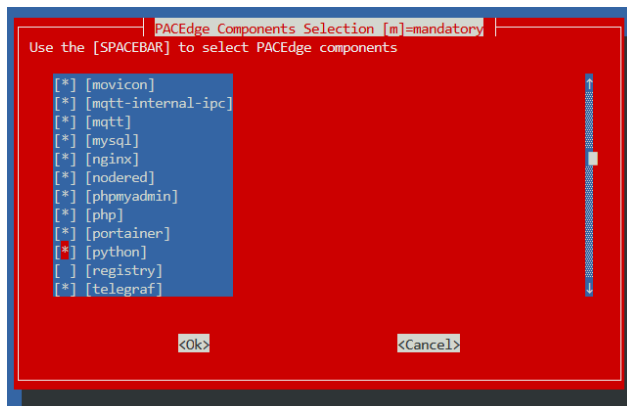 PACEdge Components Selection [m]=mandatory
Use the [SPACEBAR] to select PACEdge components
[*] [movicon]
[*] [mqtt-internal-ipc]
[*] [mqtt]
[*] [mysql]
[*] [nginx]
[*] [nodered]
[*] [phpmyadmin]
[*] [php]
[*] [portainer]
[*] [python]
[ ] [registry]
[*] [telegraf]
<Ok> <Cancel>